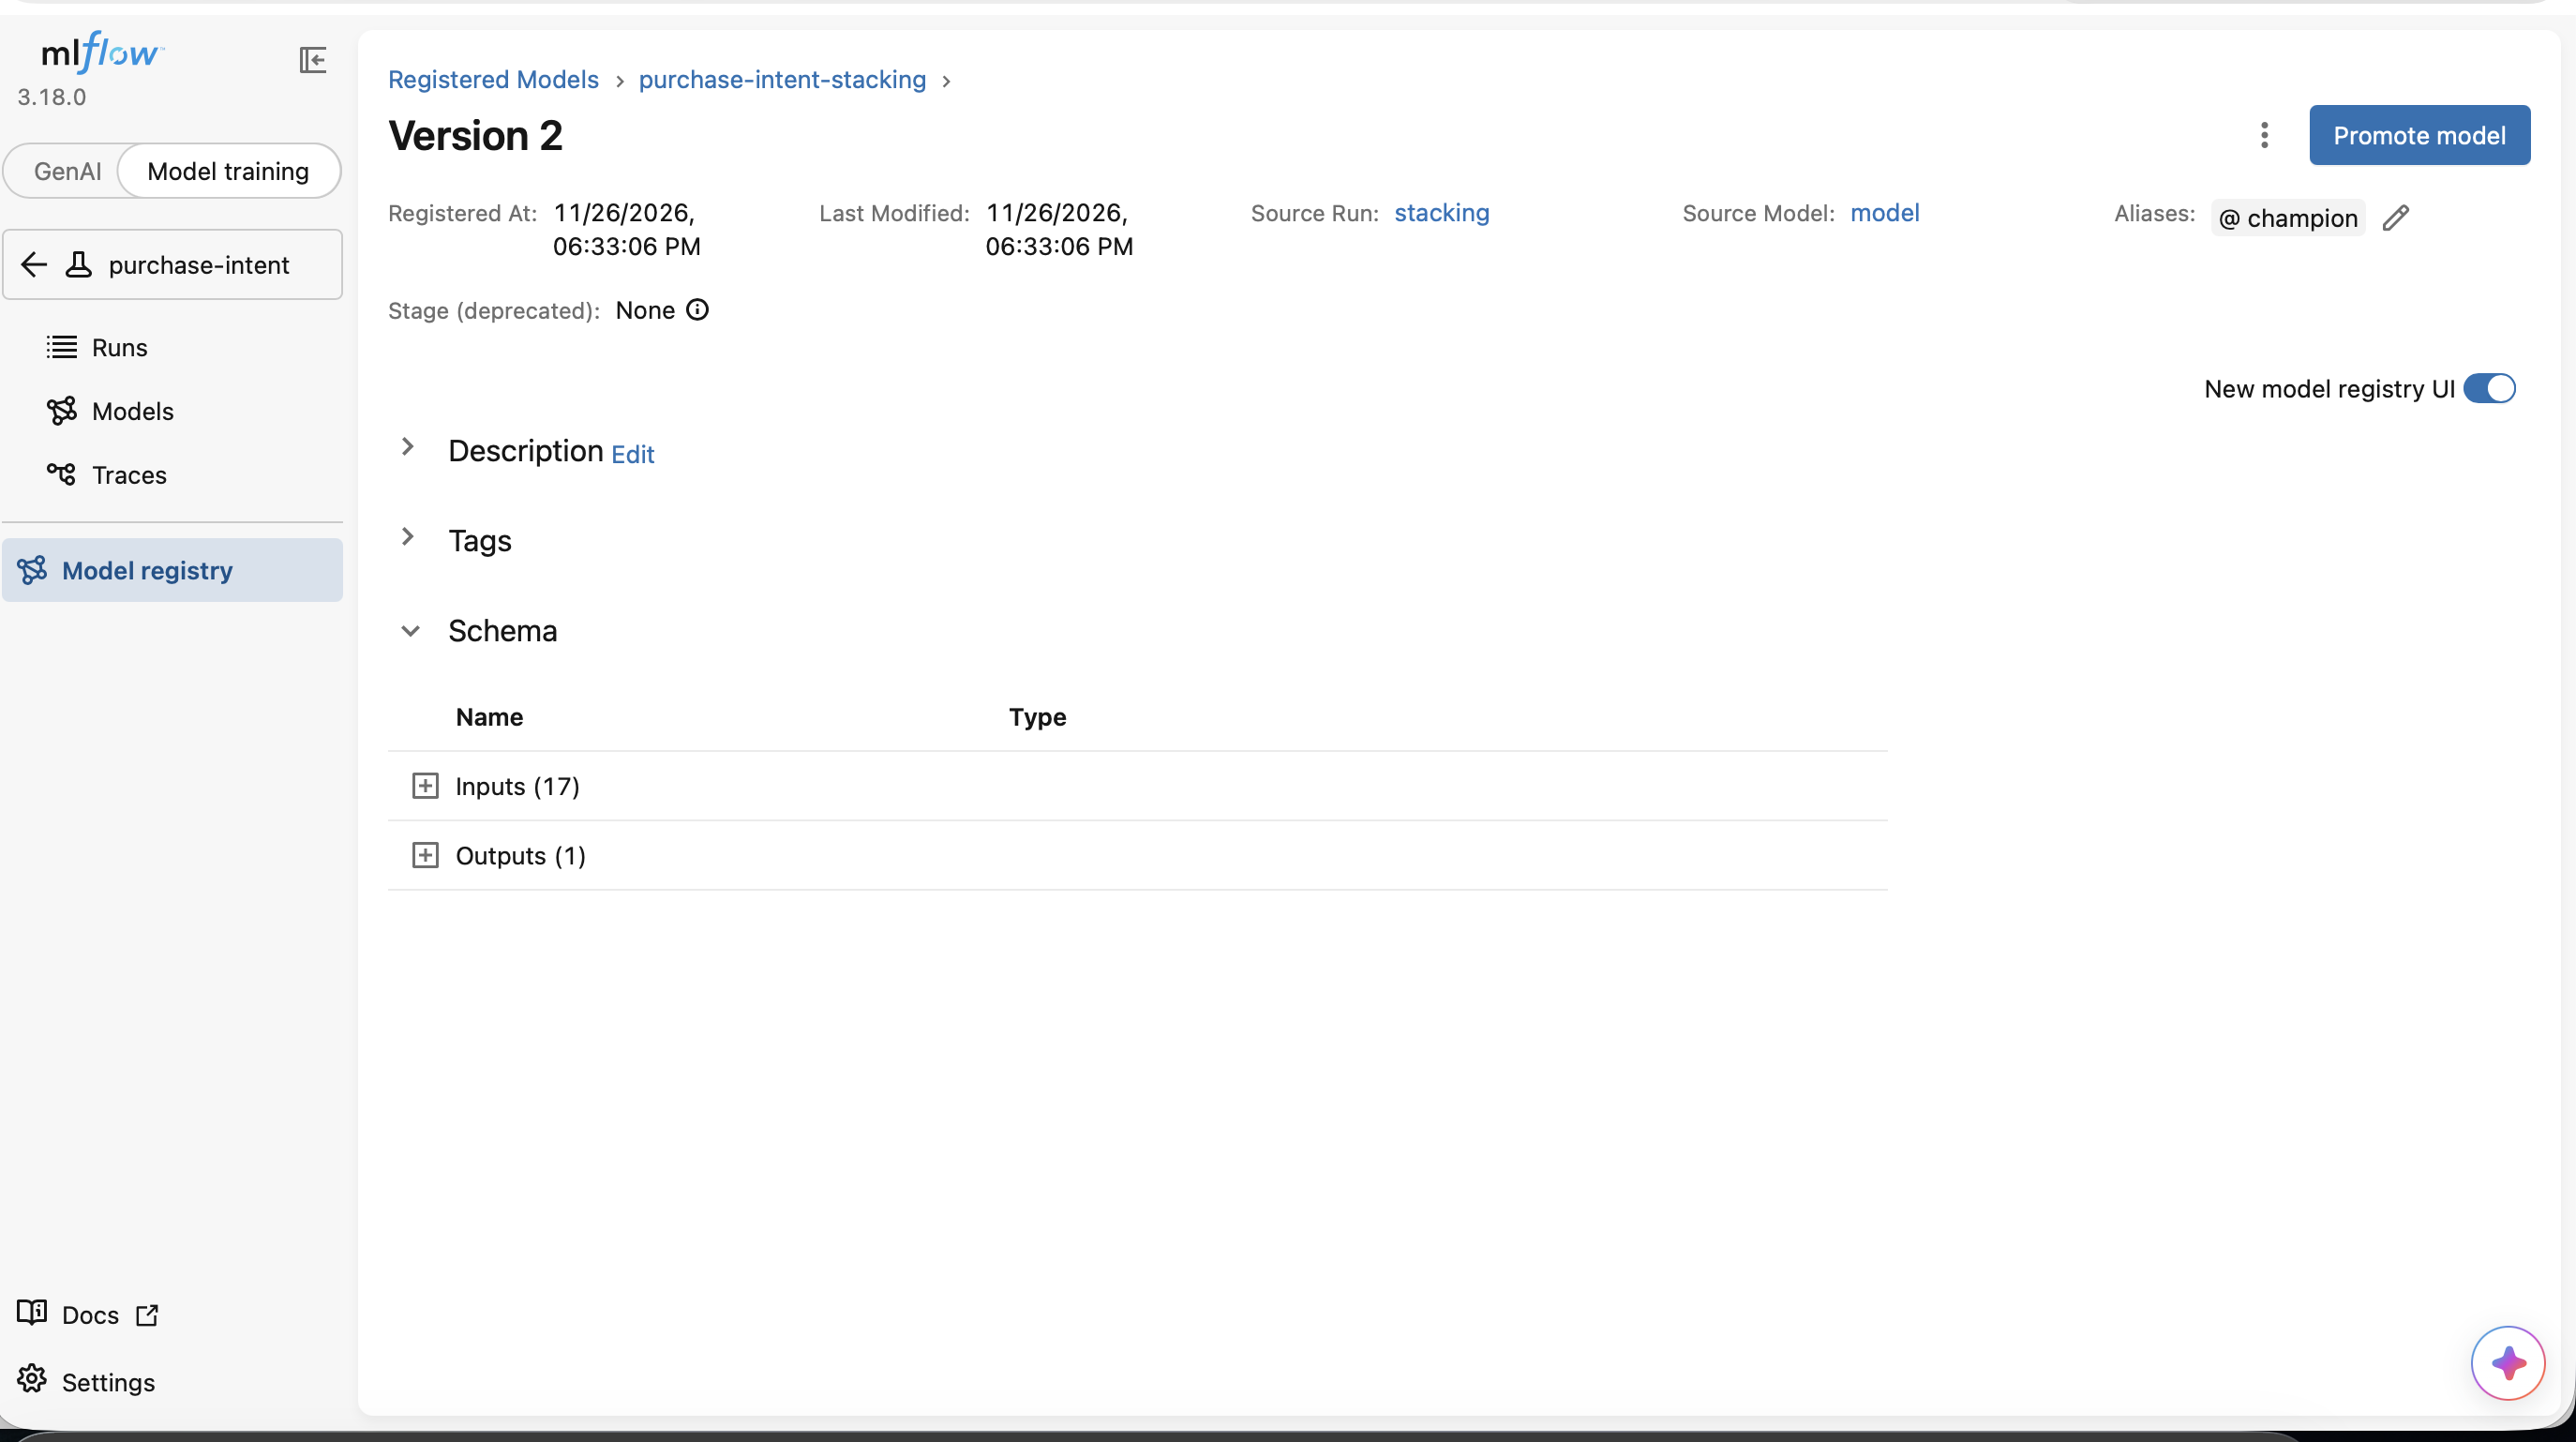 mlflow™
3.18.0
GenAI
Model training
purchase-intent
Runs
Models
Traces
Model registry
Docs
Settings
Registered Models > purchase-intent-stacking >
Version 2
Promote model
Registered At: 11/26/2026, 06:33:06 PM
Last Modified: 11/26/2026, 06:33:06 PM
Source Run: stacking
Source Model: model
Aliases: @ champion
Stage (deprecated): None
New model registry UI
Description Edit
Tags
Schema
Name Type
Inputs (17)
Outputs (1)